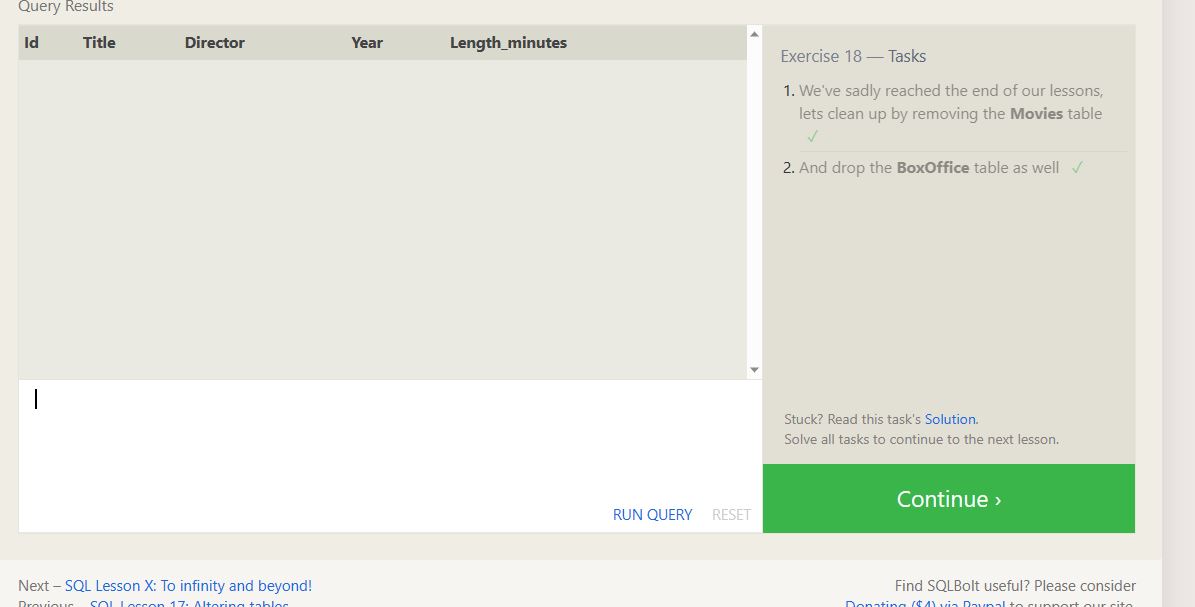 Query Results
Id Title Director Year Length_minutes
Exercise 18 — Tasks
1. We've sadly reached the end of our lessons,
lets clean up by removing the Movies table
✓
2. And drop the BoxOffice table as well ✓
Stuck? Read this task's Solution.
Solve all tasks to continue to the next lesson.
RUN QUERY RESET
Continue ›
Next – SQL Lesson X: To infinity and beyond!
Previous – SQL Lesson 17: Altering tables
Find SQLBolt useful? Please consider
Donating ($4) via Paypal to support our site.